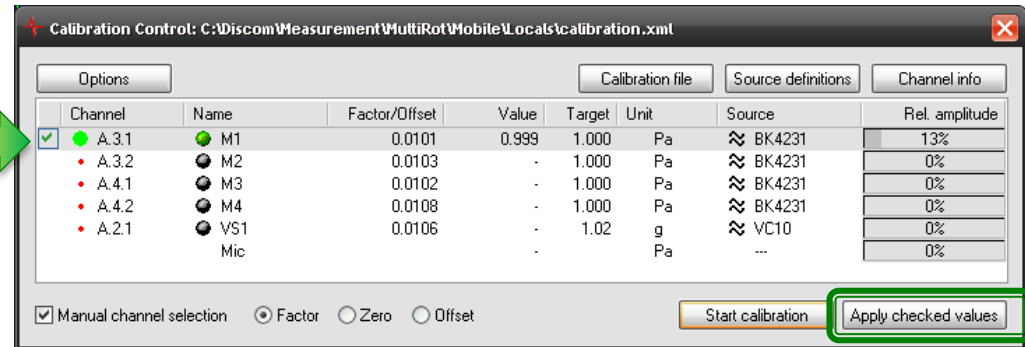 Calibration Control: C:\Discom\Measurement\MultiRot\Mobile\Locals\calibration.xml
Options Calibration file Source definitions Channel info
Channel Name Factor/Offset Value Target Unit Source Rel. amplitude
A.3.1 M1 0.0101 0.999 1.000 Pa BK4231 13%
A.3.2 M2 0.0103 - 1.000 Pa BK4231 0%
A.4.1 M3 0.0102 - 1.000 Pa BK4231 0%
A.4.2 M4 0.0108 - 1.000 Pa BK4231 0%
A.2.1 VS1 0.0106 - 1.02 g VC10 0%
Mic - Pa --- 0%
Manual channel selection Factor Zero Offset Start calibration Apply checked values